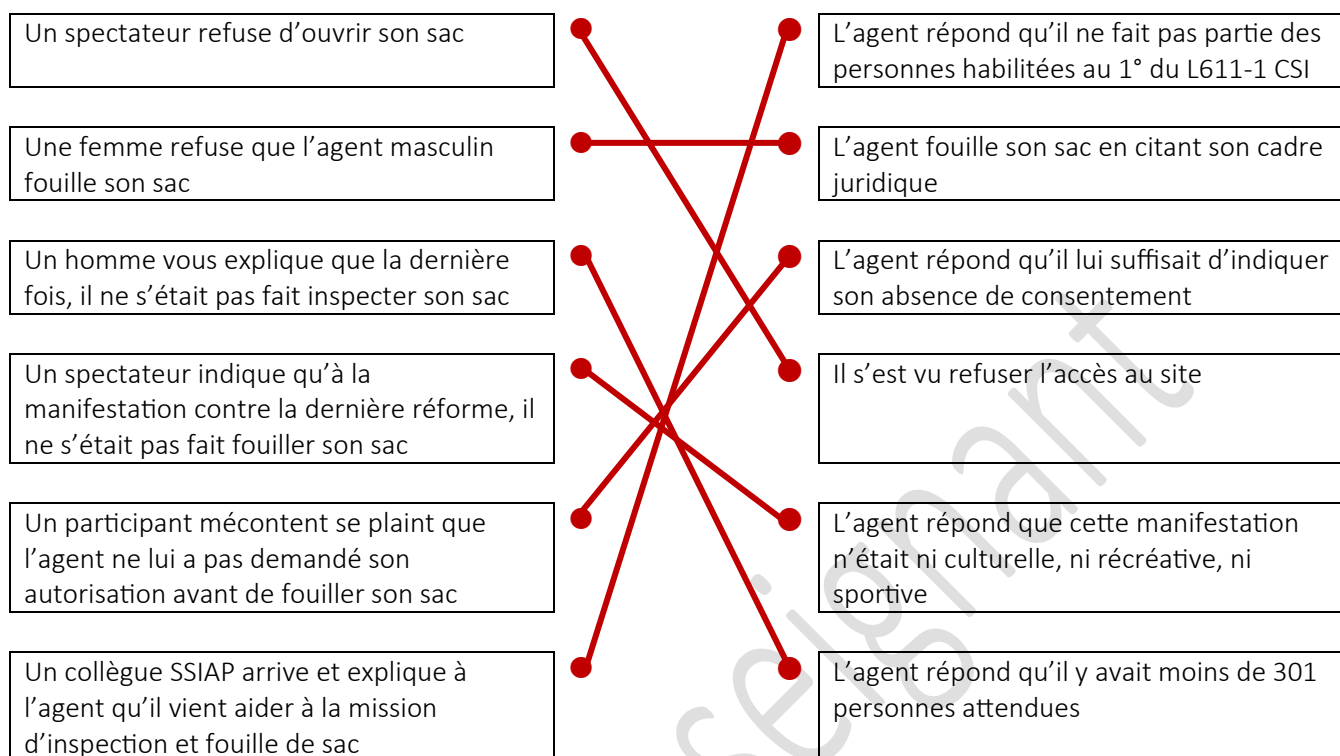 Un spectateur refuse d’ouvrir son sac
L’agent répond qu’il ne fait pas partie des
personnes habilitées au 1° du L611-1 CSI
Une femme refuse que l’agent masculin
fouille son sac
L’agent fouille son sac en citant son cadre
juridique
Un homme vous explique que la dernière
fois, il ne s’était pas fait inspecter son sac
L’agent répond qu’il lui suffisait d’indiquer
son absence de consentement
Un spectateur indique qu’à la
manifestation contre la dernière réforme, il
ne s’était pas fait fouiller son sac
Il s’est vu refuser l’accès au site
Un participant mécontent se plaint que
l’agent ne lui a pas demandé son
autorisation avant de fouiller son sac
L’agent répond que cette manifestation
n’était ni culturelle, ni récréative, ni
sportive
Un collègue SSIAP arrive et explique à
l’agent qu’il vient aider à la mission
d’inspection et fouille de sac
L’agent répond qu’il y avait moins de 301
personnes attendues
seignant